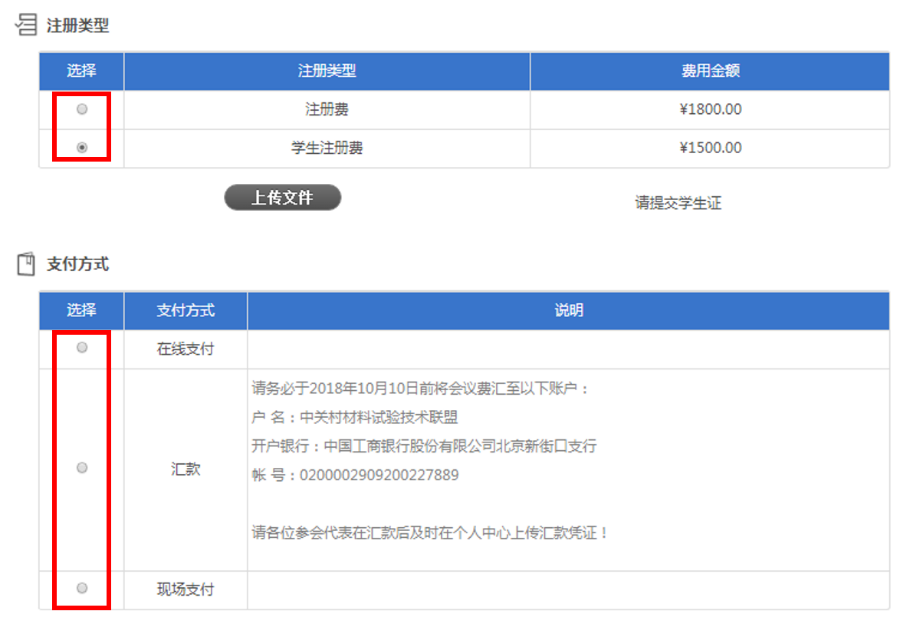 注册类型
选择 注册类型 费用金额
注册费 ¥1800.00
学生注册费 ¥1500.00
上传文件 请提交学生证
支付方式
选择 支付方式 说明
在线支付
请务必于2018年10月10日前将会议费汇至以下账户：
户 名：中关村材料试验技术联盟
开户银行：中国工商银行股份有限公司北京新街口支行
汇款
帐 号：0200002909200227889
请各位参会代表在汇款后及时在个人中心上传汇款凭证！
现场支付